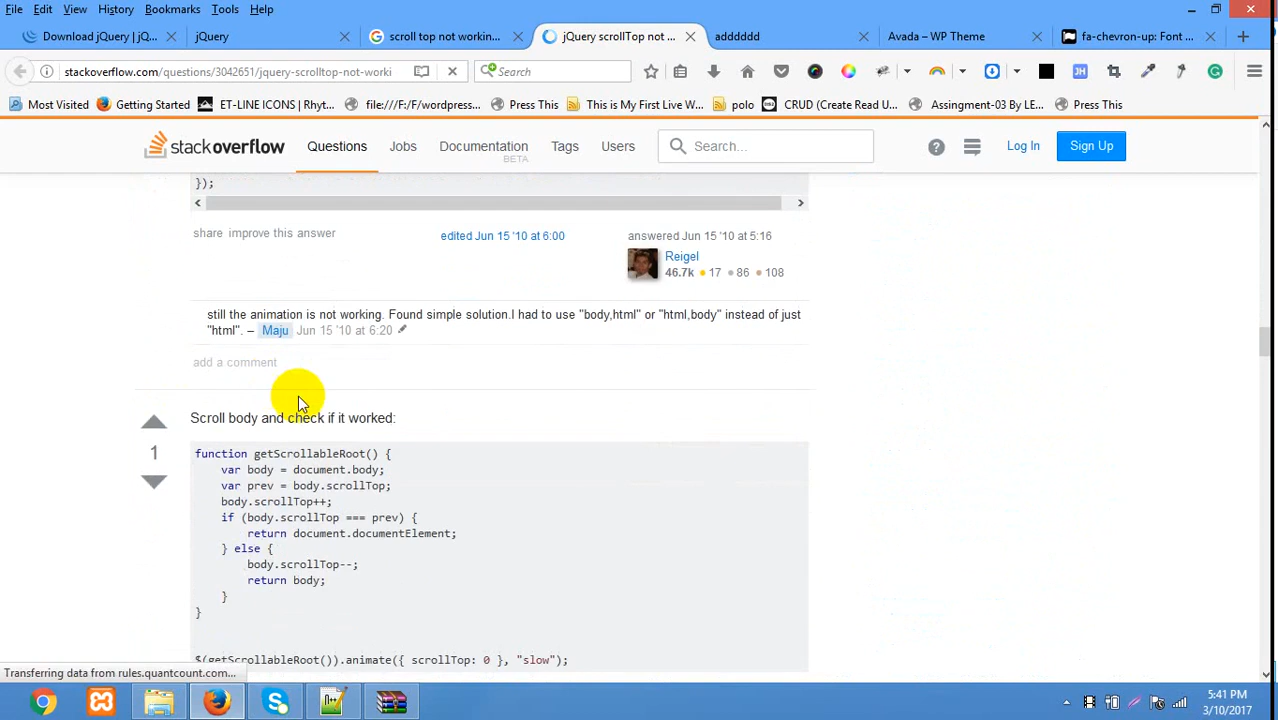 File Edit View History Bookmarks Tools Help
Download jQuery | jQ... jQuery scroll top not workin... jQuery scrollTop not ... adddddd Avada – WP Theme fa-chevron-up: Font ...
stackoverflow.com/questions/3042651/jquery-scrolltop-not-worki Search
Most Visited Getting Started ET-LINE ICONS | Rhyt... file:///F:/F/wordpress... Press This This is My First Live W... polo CRUD (Create Read U... Assingment-03 By LE... Press This
stackoverflow Questions Jobs Documentation Tags Users Search... Log In Sign Up
BETA
});
share improve this answer edited Jun 15 '10 at 6:00 answered Jun 15 '10 at 5:16
Reigel
46.7k 17 86 108
still the animation is not working. Found simple solution.I had to use "body,html" or "html,body" instead of just
"html". – Maju Jun 15 '10 at 6:20
add a comment
Scroll body and check if it worked:
1
function getScrollableRoot() {
var body = document.body;
var prev = body.scrollTop;
body.scrollTop++;
if (body.scrollTop === prev) {
return document.documentElement;
} else {
body.scrollTop--;
return body;
}
}
$(getScrollableRoot()).animate({ scrollTop: 0 }, "slow");
Transferring data from rules.quantcount.com...
5:41 PM
3/10/2017